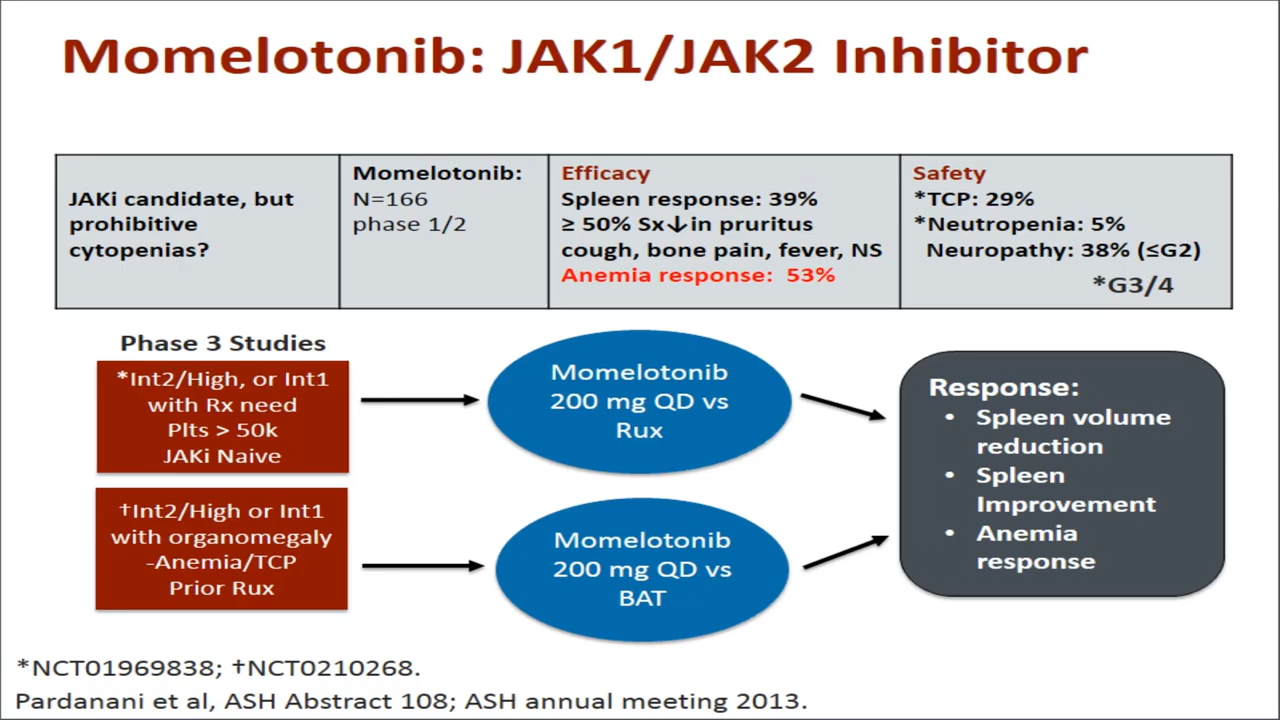 Momelotonib: JAK1/JAK2 Inhibitor
JAKi candidate, but
prohibitive
cytopenias?
Momelotonib:
N=166
phase 1/2
Efficacy
Spleen response: 39%
≥ 50% Sx↓in pruritus
cough, bone pain, fever, NS
Anemia response: 53%
Safety
*TCP: 29%
*Neutropenia: 5%
Neuropathy: 38% (≤G2)
*G3/4
Phase 3 Studies
*Int2/High, or Int1
with Rx need
Plts > 50k
JAKi Naive
Momelotonib
200 mg QD vs
Rux
†Int2/High or Int1
with organomegaly
-Anemia/TCP
Prior Rux
Momelotonib
200 mg QD vs
BAT
Response:
• Spleen volume
reduction
• Spleen
Improvement
• Anemia
response
*NCT01969838; †NCT0210268.
Pardanani et al, ASH Abstract 108; ASH annual meeting 2013.